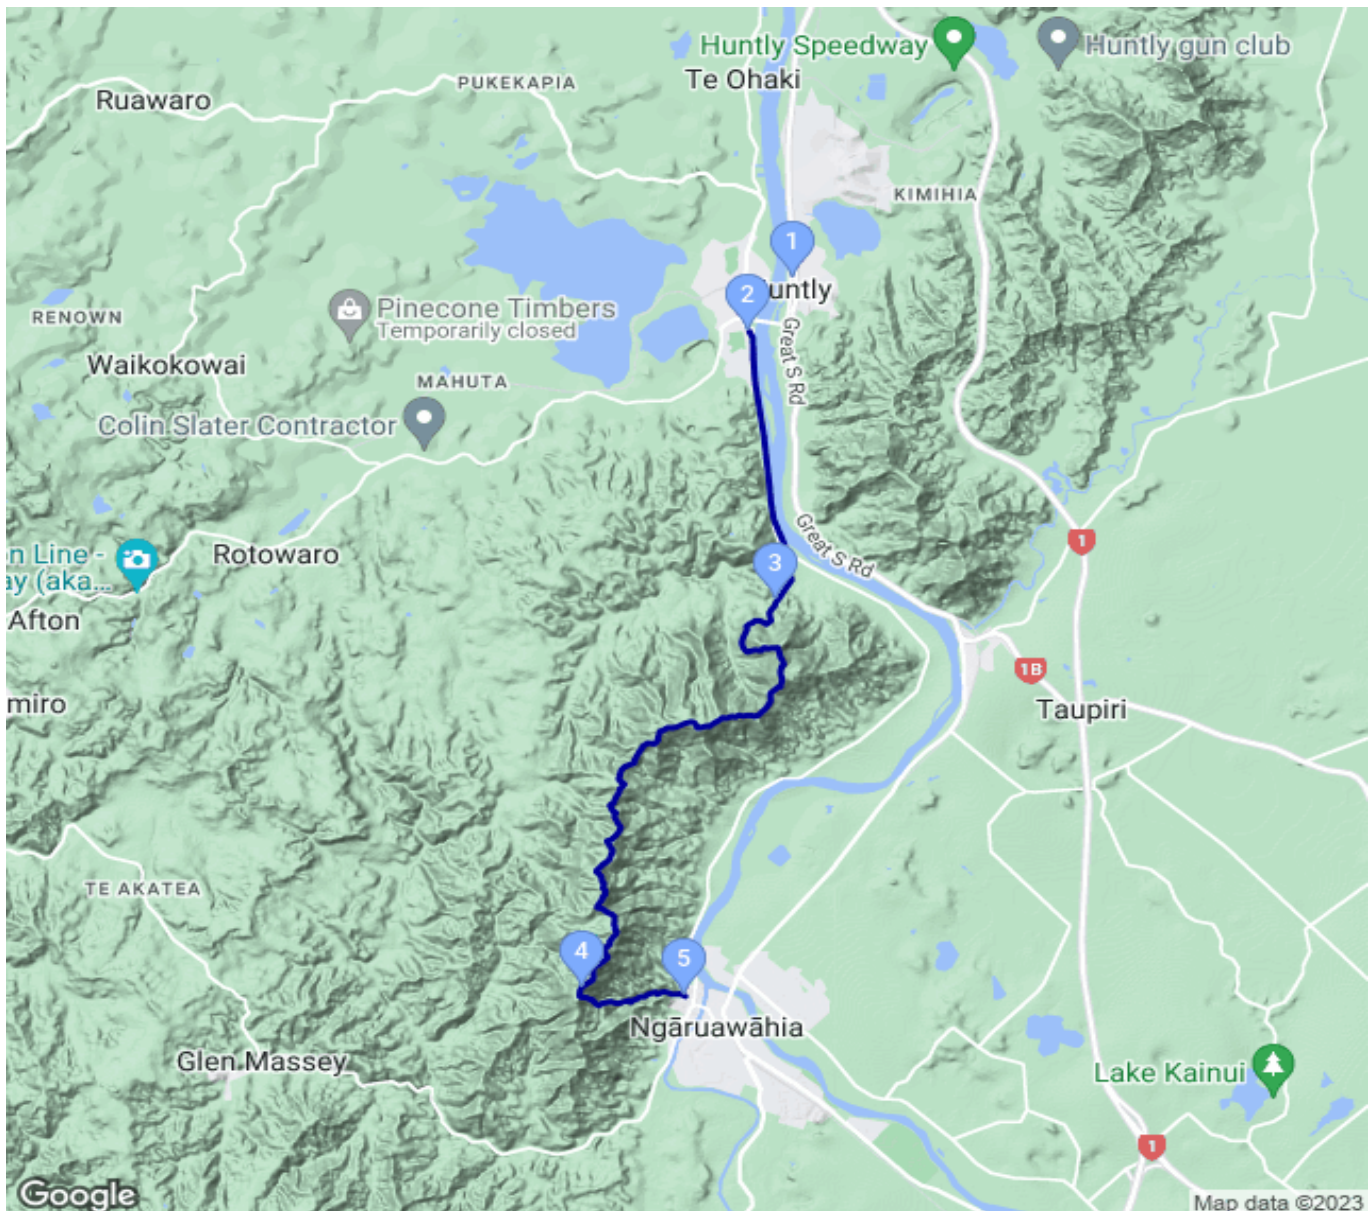 Huntly Speedway
Huntly gun club
Te Ohaki
PUKEKAPIA
Ruawaro
KIMIHIA
1
untly
2
Pinecone Timbers
Temporarily closed
RENOWN
Great S Rd
Waikokowai
MAHUTA
Colin Slater Contractor
Great S Rd
1
on Line -
ay (aka...
Rotowaro
3
Afton
1B
miro
Taupiri
TE AKATEA
4
5
Ngāruawāhia
Glen Massey
Lake Kainui
1
Google
Map data ©2023